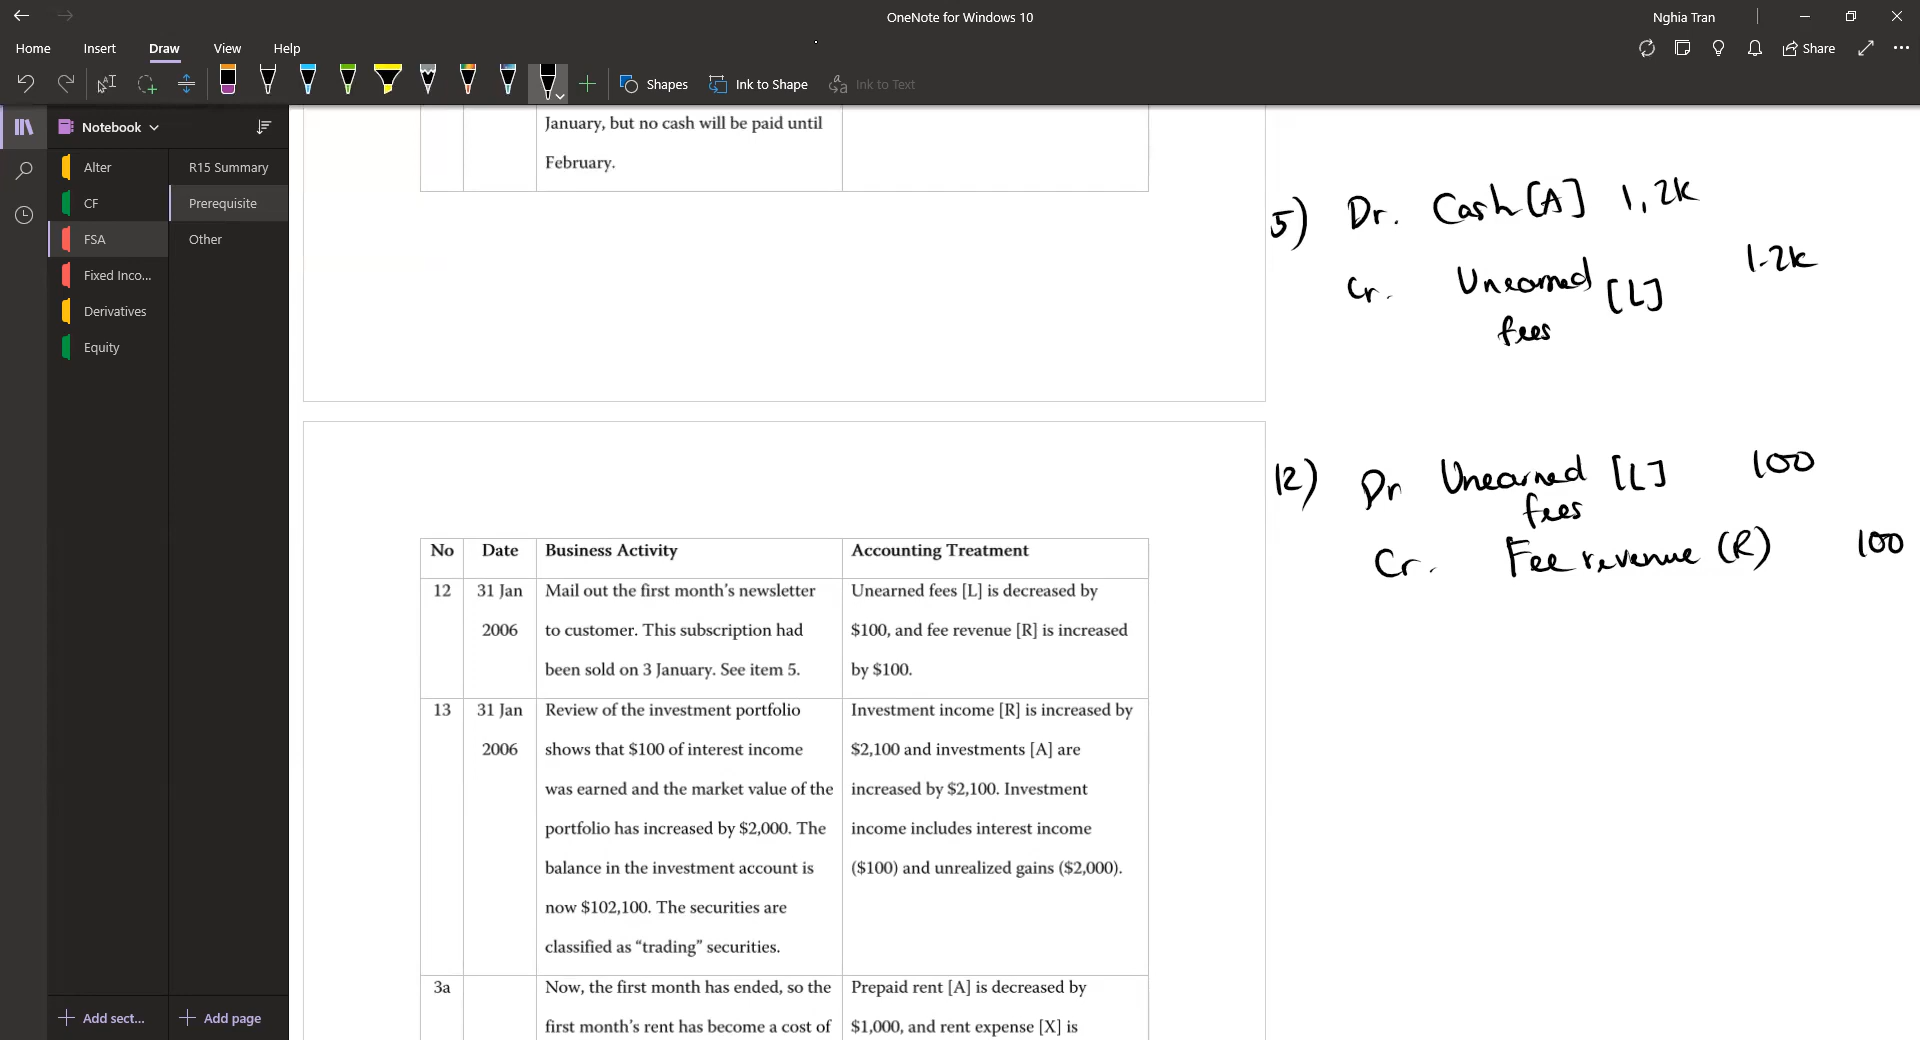 OneNote for Windows 10
Nghia Tran
Home Insert Draw View Help
Share
Shapes
Ink to Shape
Ink to Text
Notebook
Alter
CF
FSA
Fixed Inco...
Derivatives
Equity
R15 Summary
Prerequisite
Other
Add sect...
Add page
January, but no cash will be paid until
February.
No Date Business Activity Accounting Treatment
12 31 Jan Mail out the first month’s newsletter Unearned fees [L] is decreased by
2006 to customer. This subscription had $100, and fee revenue [R] is increased
been sold on 3 January. See item 5. by $100.
13 31 Jan Review of the investment portfolio Investment income [R] is increased by
2006 shows that $100 of interest income $2,100 and investments [A] are
was earned and the market value of the increased by $2,100. Investment
portfolio has increased by $2,000. The income includes interest income
balance in the investment account is ($100) and unrealized gains ($2,000).
now $102,100. The securities are
classified as “trading” securities.
3a Now, the first month has ended, so the Prepaid rent [A] is decreased by
first month’s rent has become a cost of $1,000, and rent expense [X] is
5) Dr. Cash [A] 1,2k
Cr. Unearned [L] 1.2k
fees
12) Dr Unearned [L] 100
fees
Cr. Fee revenue (R) 100